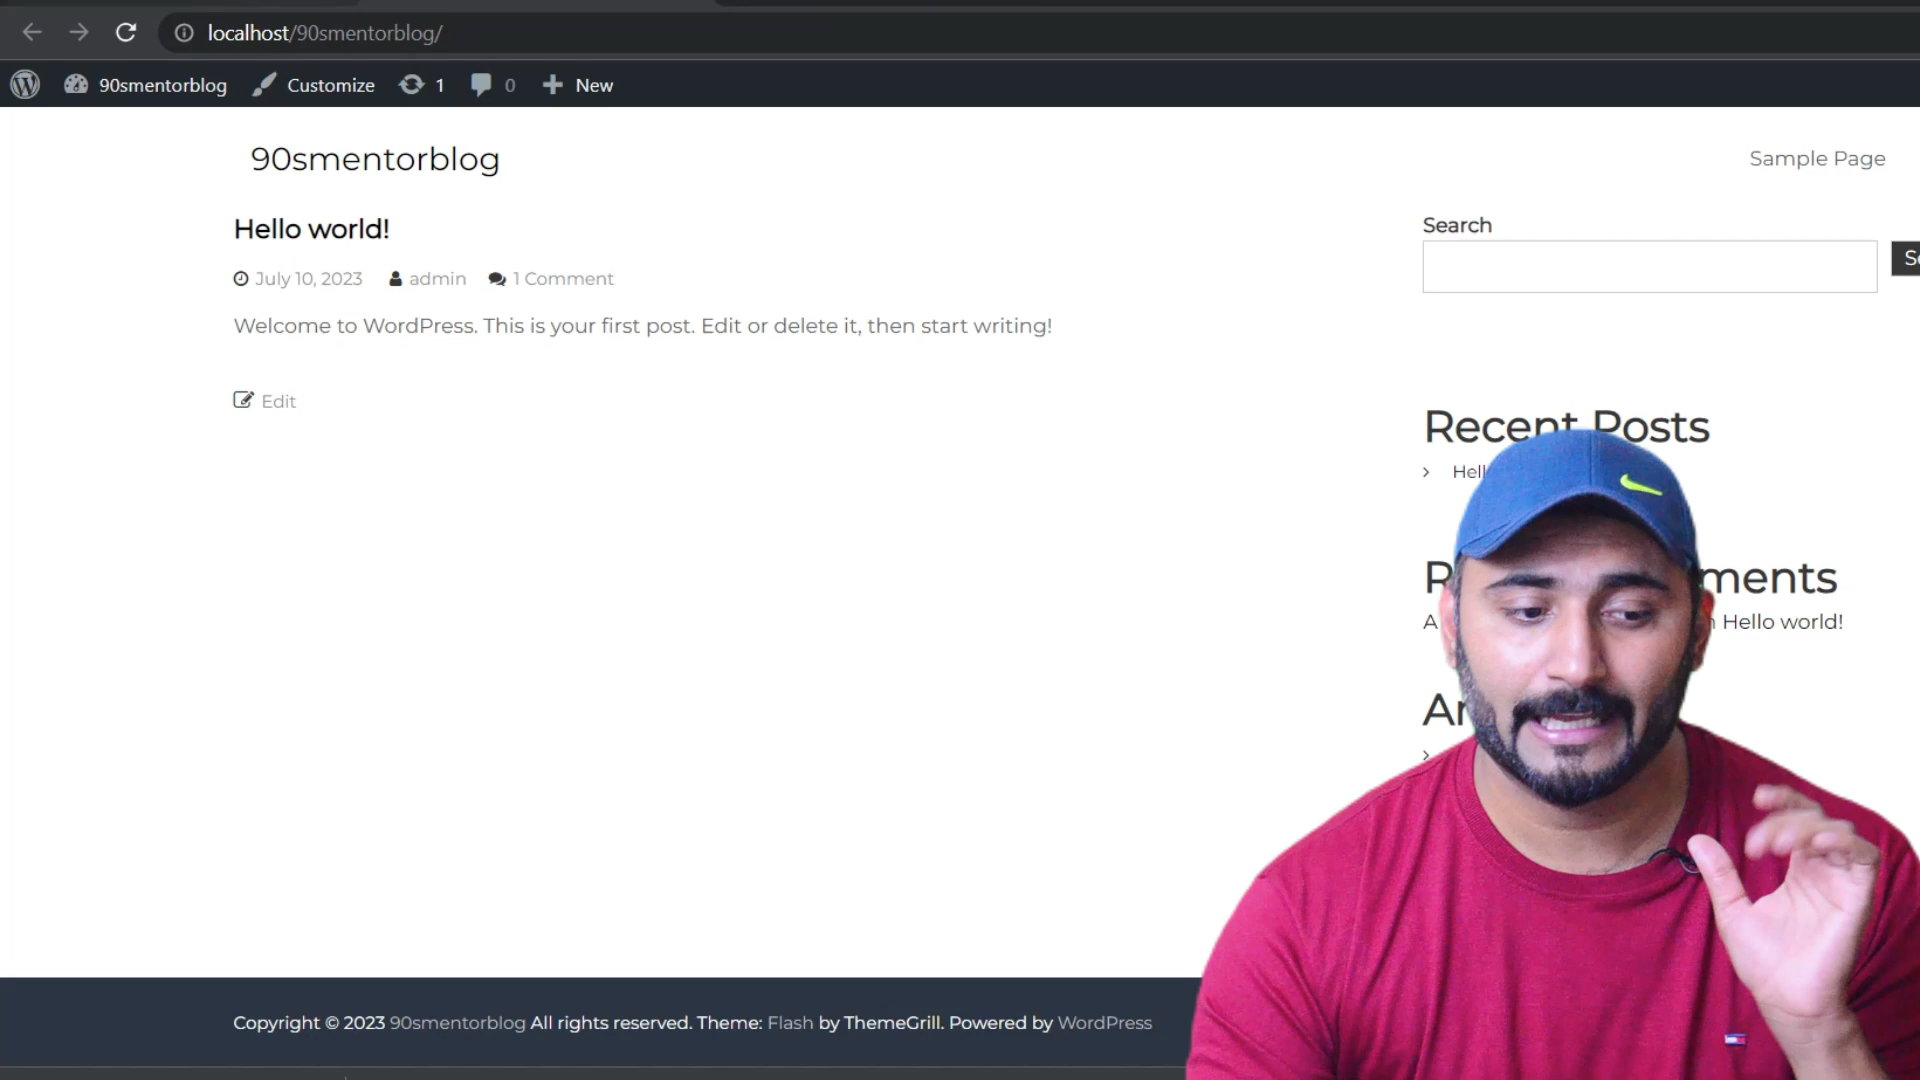 localhost/90smentorblog/
90smentorblog Customize 1 0 New
90smentorblog
Sample Page
Hello world!
July 10, 2023 admin 1 Comment
Welcome to WordPress. This is your first post. Edit or delete it, then start writing!
Edit
Search
Recent Posts
A
Hello world!
Copyright © 2023 90smentorblog All rights reserved. Theme: Flash by ThemeGrill. Powered by WordPress